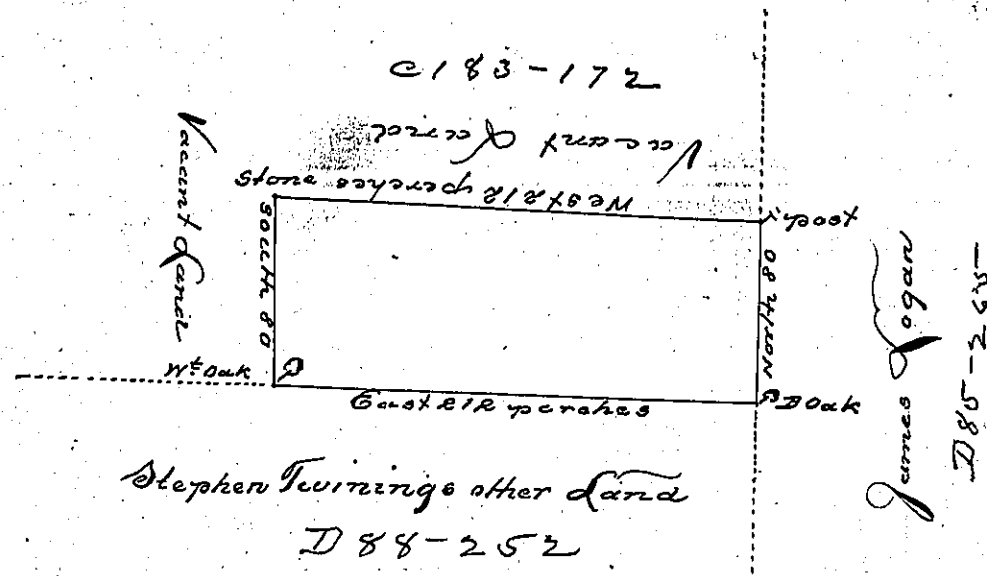 C183-172
Vacant Land
Vacant Land
Stone
West 212 perches
post
South 80
North 80
James Logan
D85-265
Wt. Oak
East 212 perches
B Oak
Stephen Twinings other Land
D88-252